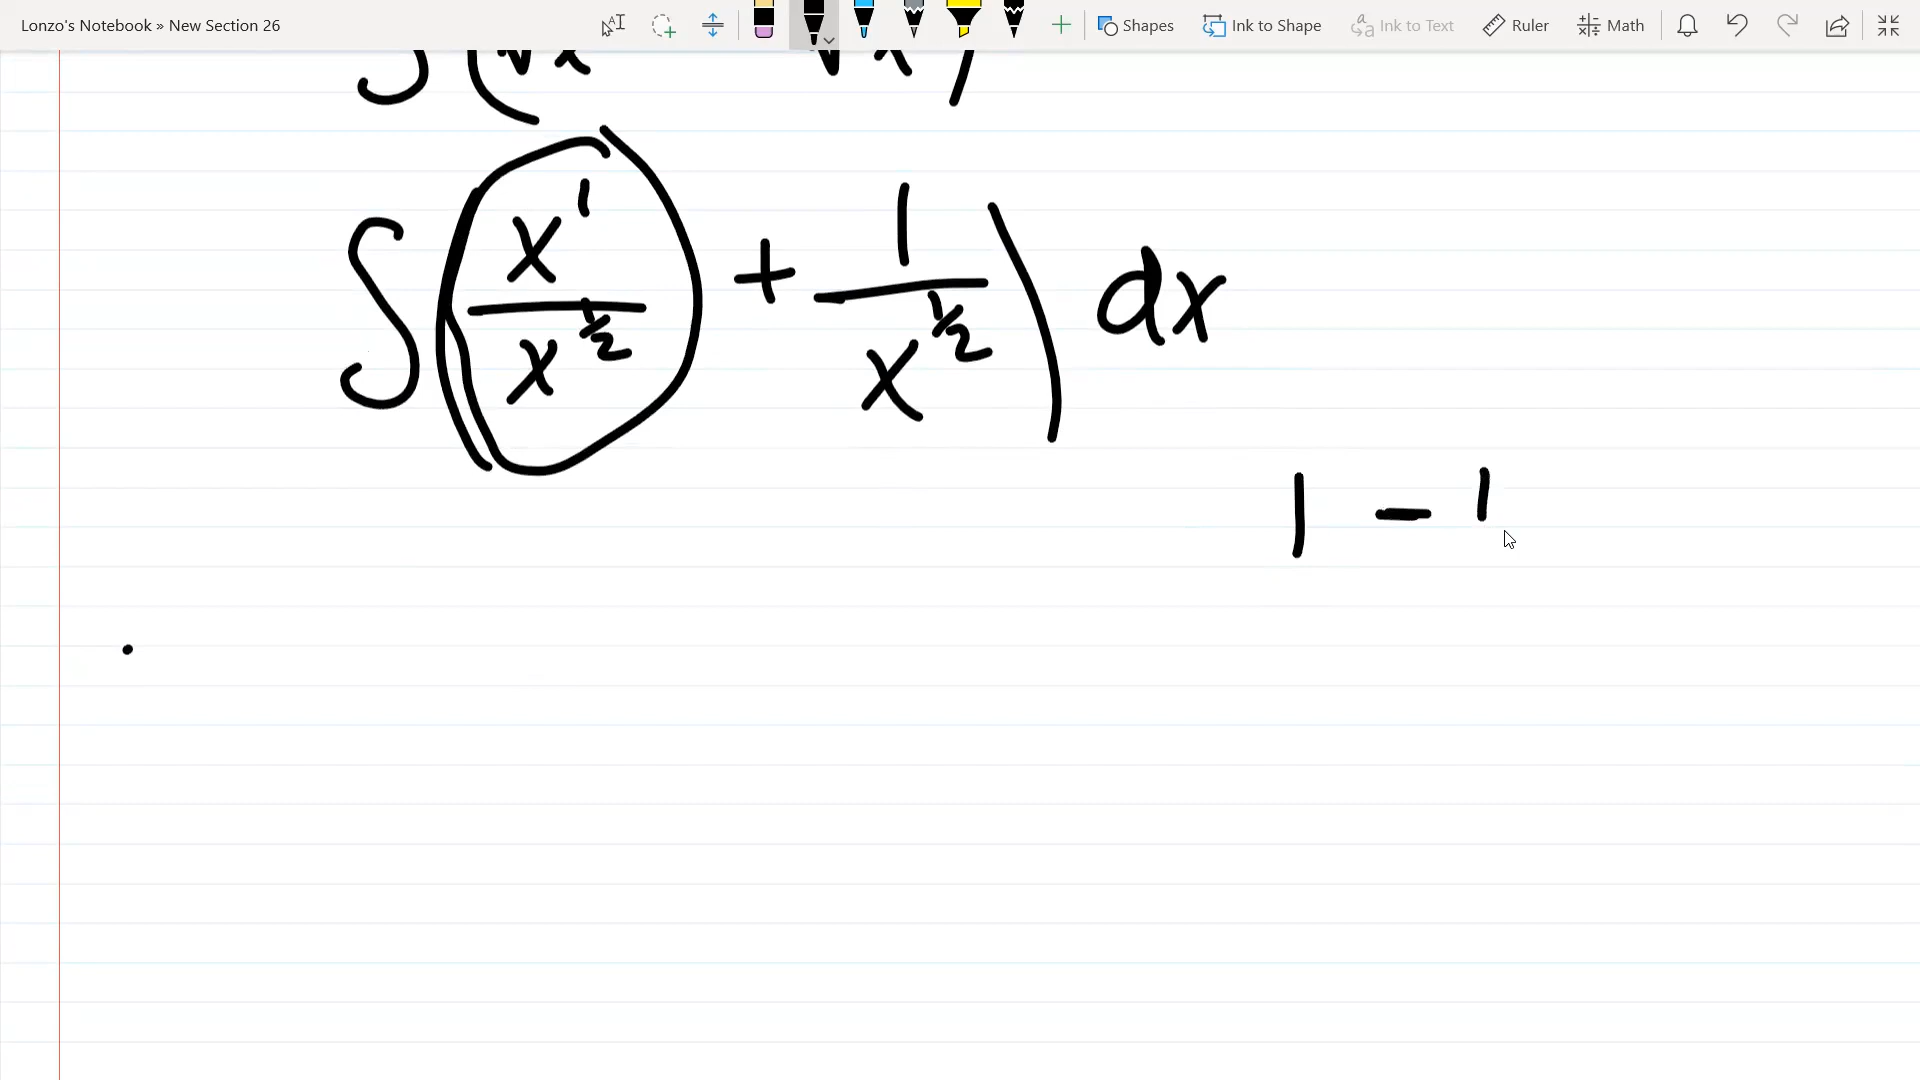 Lonzo's Notebook » New Section 26 Shapes Ink to Shape Ink to Text Ruler Math
∫(x^1/x^½ + 1/x^½) dx
1 - 1